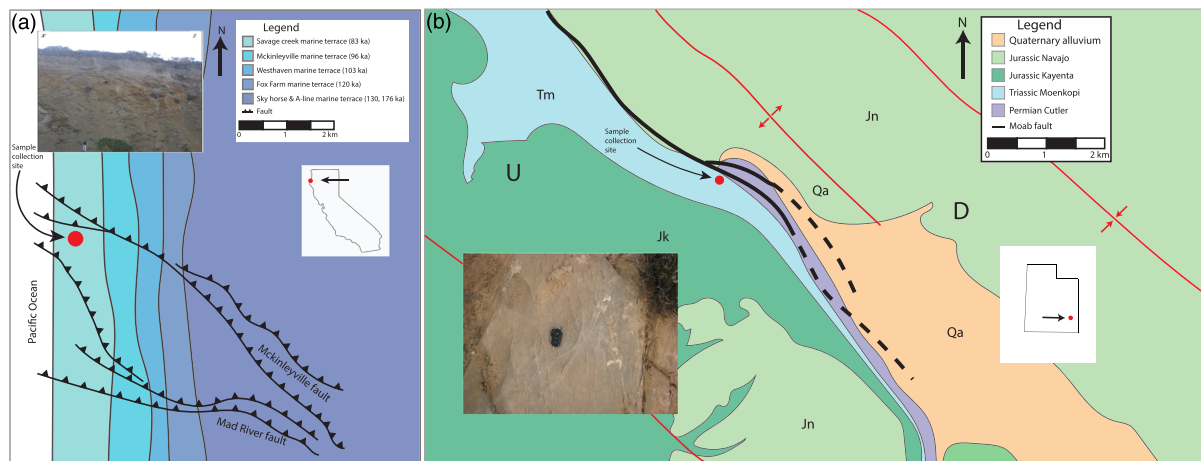 (a)
N
Legend
Savage creek marine terrace (83 ka)
Mckinleyville marine terrace (96 ka)
Westhaven marine terrace (103 ka)
Fox Farm marine terrace (120 ka)
Sky horse & A-line marine terrace (130, 176 ka)
Fault
0 1 2 km
Sample
collection
site
Pacific Ocean
Mckinleyville fault
Mad River fault
(b)
N
Legend
Quaternary alluvium
Jurassic Navajo
Jurassic Kayenta
Triassic Moenkopi
Permian Cutler
Moab fault
0 1 2 km
Tm
Jn
Sample
collection
site
U
Qa
D
Jk
Qa
Jn